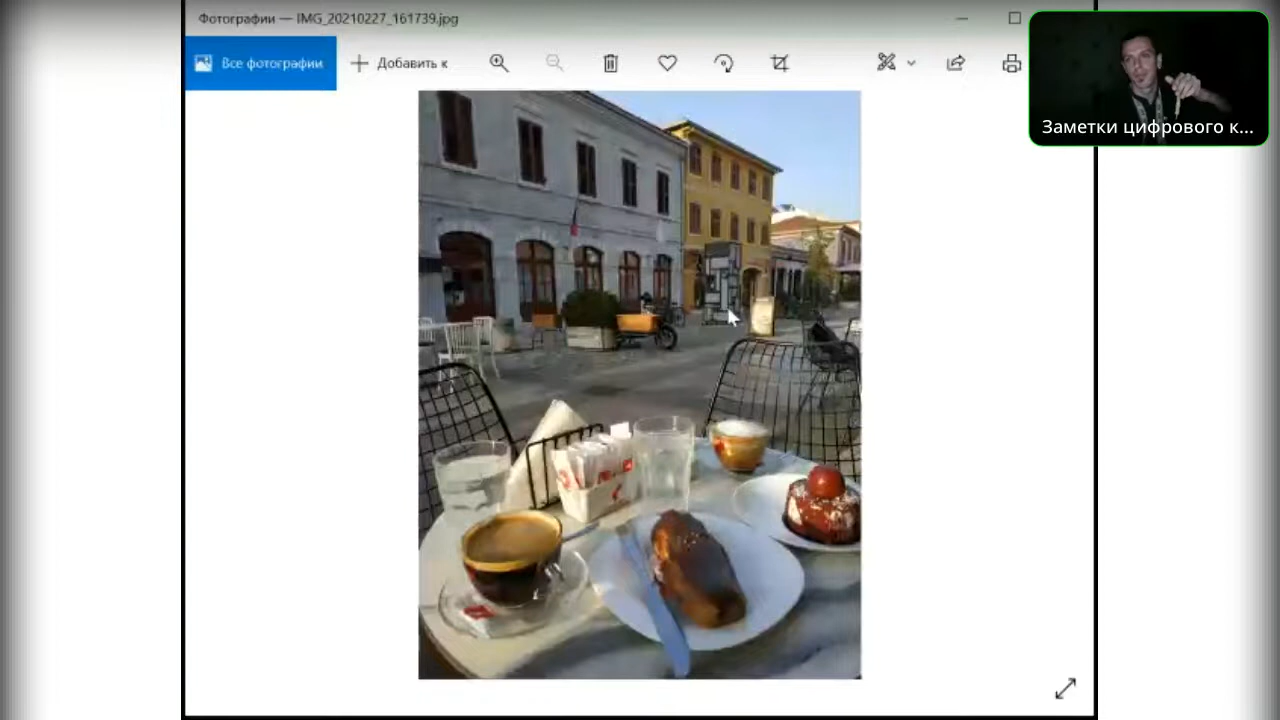 Фотографии — IMG_20210227_161739.jpg
Все фотографии
Добавить к
Заметки цифрового к...